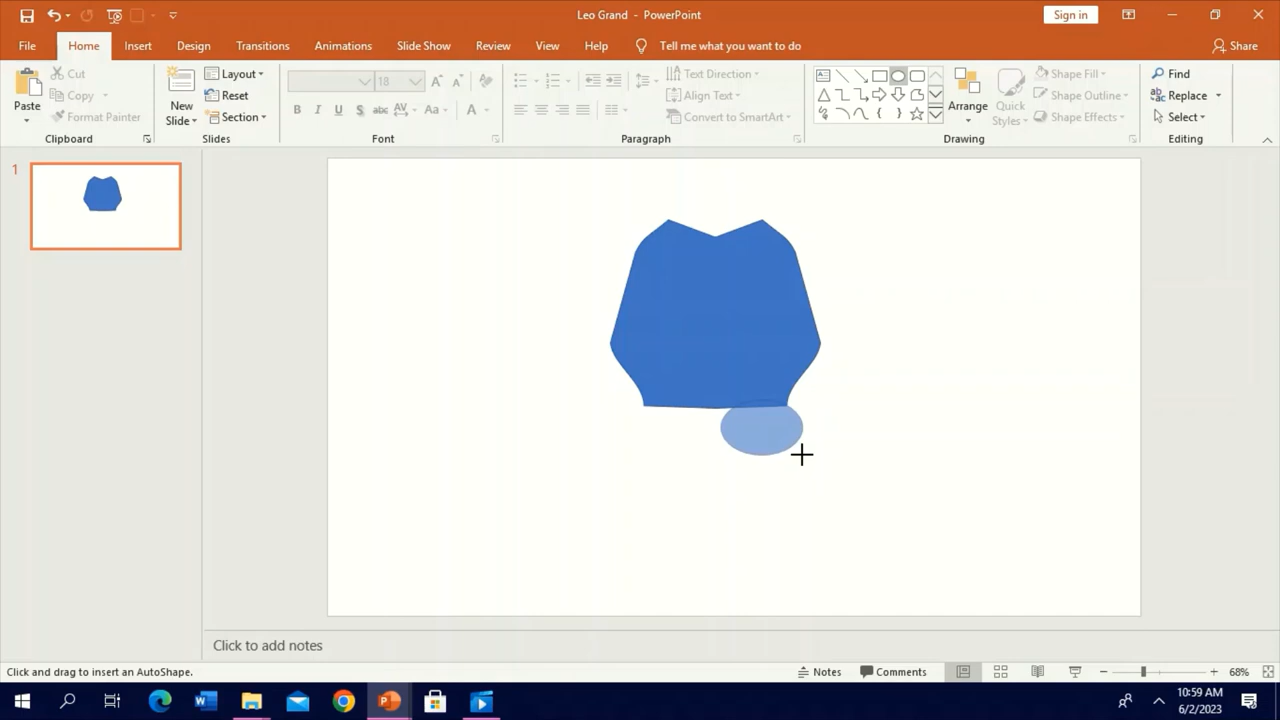 Leo Grand - PowerPoint
Sign in
File Home Insert Design Transitions Animations Slide Show Review View Help Tell me what you want to do Share
Paste
Cut
Copy
Format Painter
Clipboard
New Slide
Layout
Reset
Section
Slides
18
B I U S abc AV Aa A
Font
Text Direction
Align Text
Convert to SmartArt
Paragraph
Arrange
Quick Styles
Shape Fill
Shape Outline
Shape Effects
Drawing
Find
Replace
Select
Editing
1
Click to add notes
Click and drag to insert an AutoShape.
Notes
Comments
68%
10:59 AM
6/2/2023